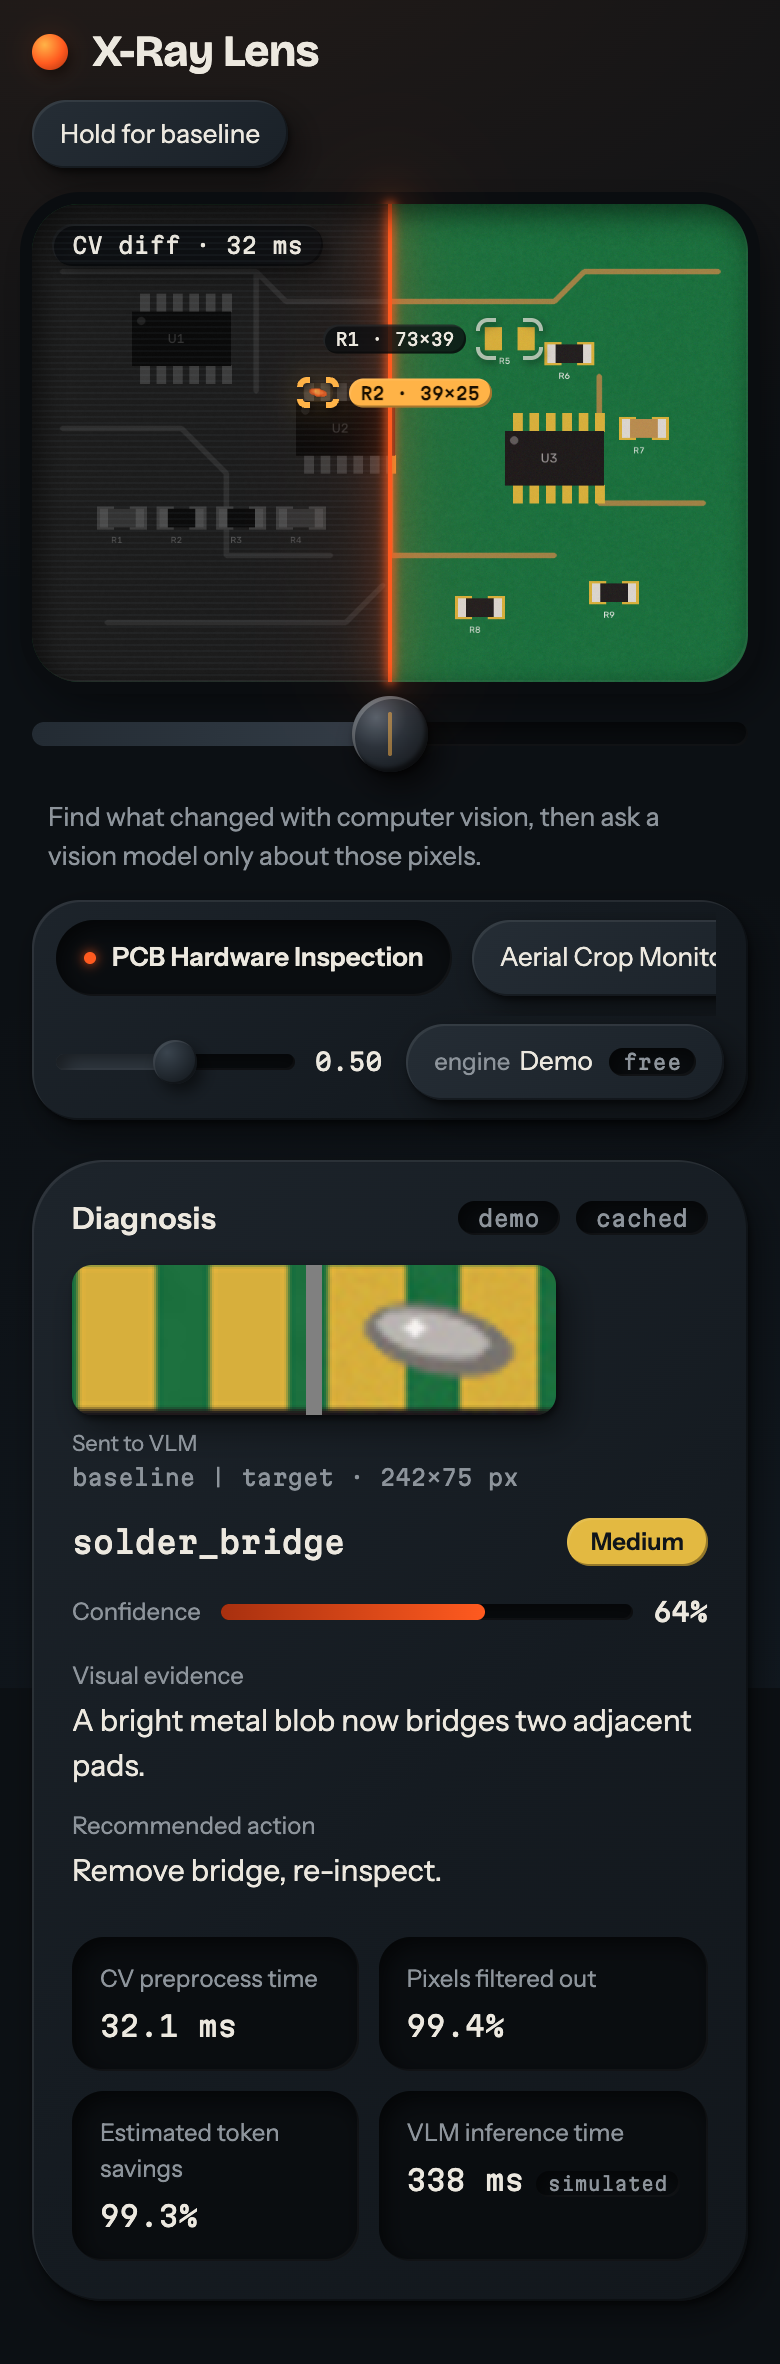 X-Ray Lens
Hold for baseline
CV diff · 32 ms
U1
R1 · 73×39
R5
R6
R2 · 39×25
U2
R7
U3
R1
R2
R3
R4
R9
R8
Find what changed with computer vision, then ask a
vision model only about those pixels.
PCB Hardware Inspection
Aerial Crop Monito
0.50
engine Demo free
Diagnosis
demo
cached
Sent to VLM
baseline | target · 242×75 px
solder_bridge
Medium
Confidence
64%
Visual evidence
A bright metal blob now bridges two adjacent
pads.
Recommended action
Remove bridge, re-inspect.
CV preprocess time
32.1 ms
Pixels filtered out
99.4%
Estimated token
savings
99.3%
VLM inference time
338 ms simulated